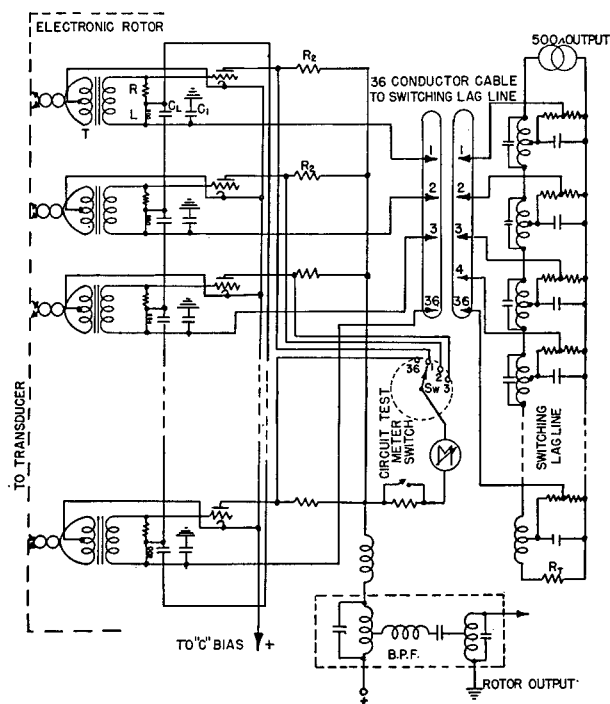 ELECTRONIC ROTOR
500Ω OUTPUT
R2
36 CONDUCTOR CABLE
TO SWITCHING LAG LINE
R
CL
C1
T
L
R2
1
1
2
2
3
3
4
36
36
36
1
2
3
SW
CIRCUIT TEST
METER
SWITCH
TO TRANSDUCER
SWITCHING
LAG LINE
RT
TO "C" BIAS
+
B.P.F.
ROTOR OUTPUT
+